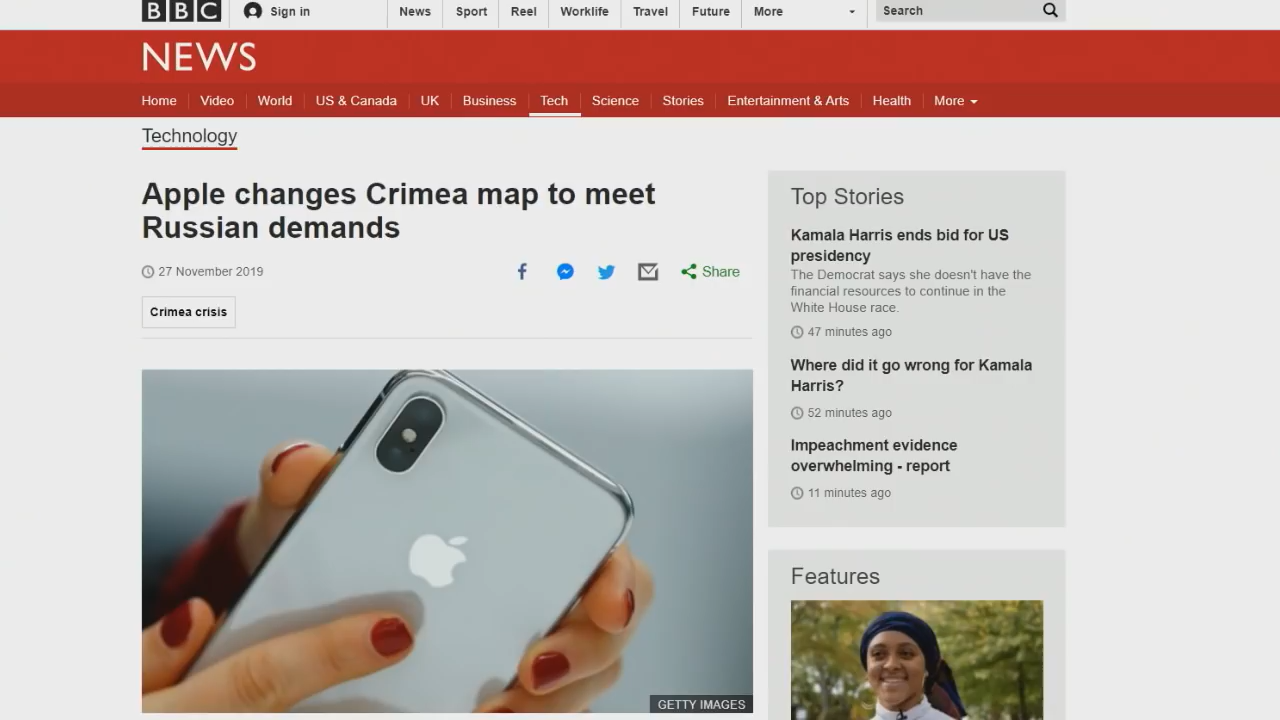 BBC
Sign in
News
Sport
Reel
Worklife
Travel
Future
More
Search
NEWS
Home
Video
World
US & Canada
UK
Business
Tech
Science
Stories
Entertainment & Arts
Health
More
Technology
Apple changes Crimea map to meet
Russian demands
27 November 2019
Share
Crimea crisis
GETTY IMAGES
Top Stories
Kamala Harris ends bid for US
presidency
The Democrat says she doesn't have the
financial resources to continue in the
White House race.
47 minutes ago
Where did it go wrong for Kamala
Harris?
52 minutes ago
Impeachment evidence
overwhelming - report
11 minutes ago
Features